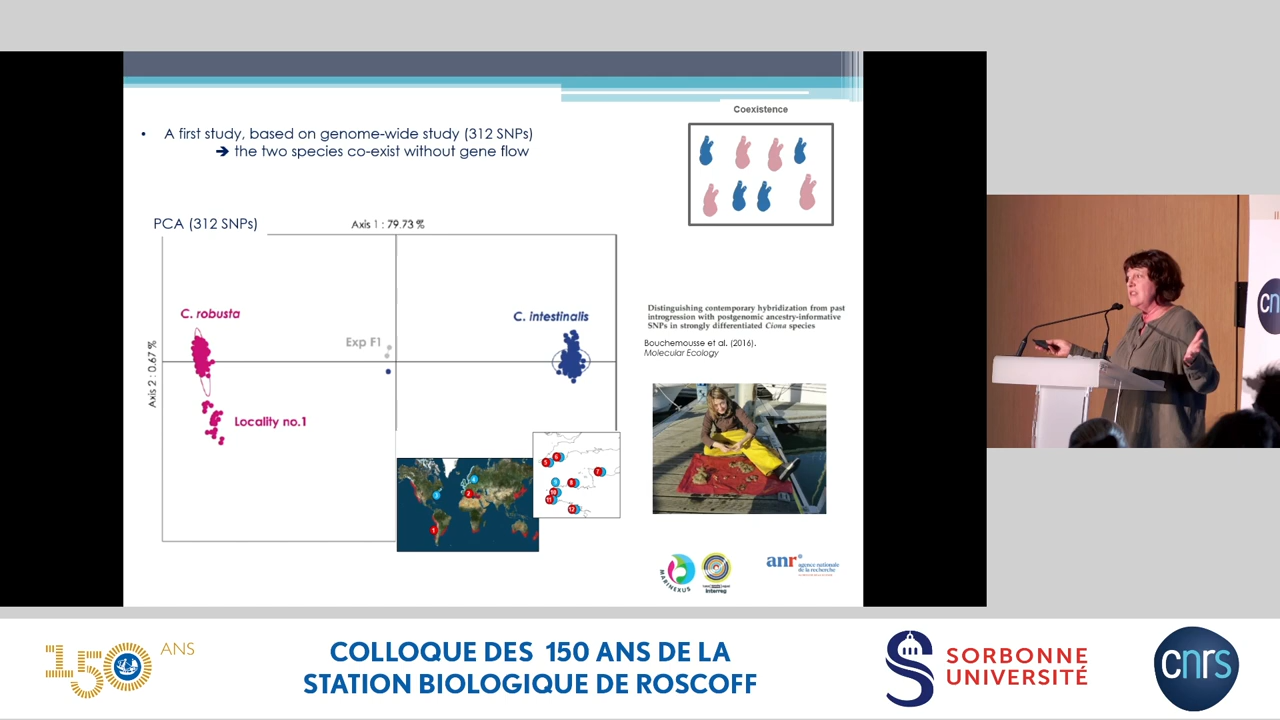 • A first study, based on genome-wide study (312 SNPs)
➔ the two species co-exist without gene flow
Coexistence
PCA (312 SNPs)
Axis 1 : 79.73 %
Axis 2 : 0.67 %
C. robusta
C. intestinalis
Exp F1
Locality no.1
Distinguishing contemporary hybridization from past
introgression with postgenomic ancestry-informative
SNPs in strongly differentiated Ciona species
Bouchemousse et al. (2016).
Molecular Ecology
MARINEXUS
Interreg
anr
agence nationale
de la recherche
150 ANS
COLLOQUE DES 150 ANS DE LA
STATION BIOLOGIQUE DE ROSCOFF
SORBONNE
UNIVERSITÉ
cnrs